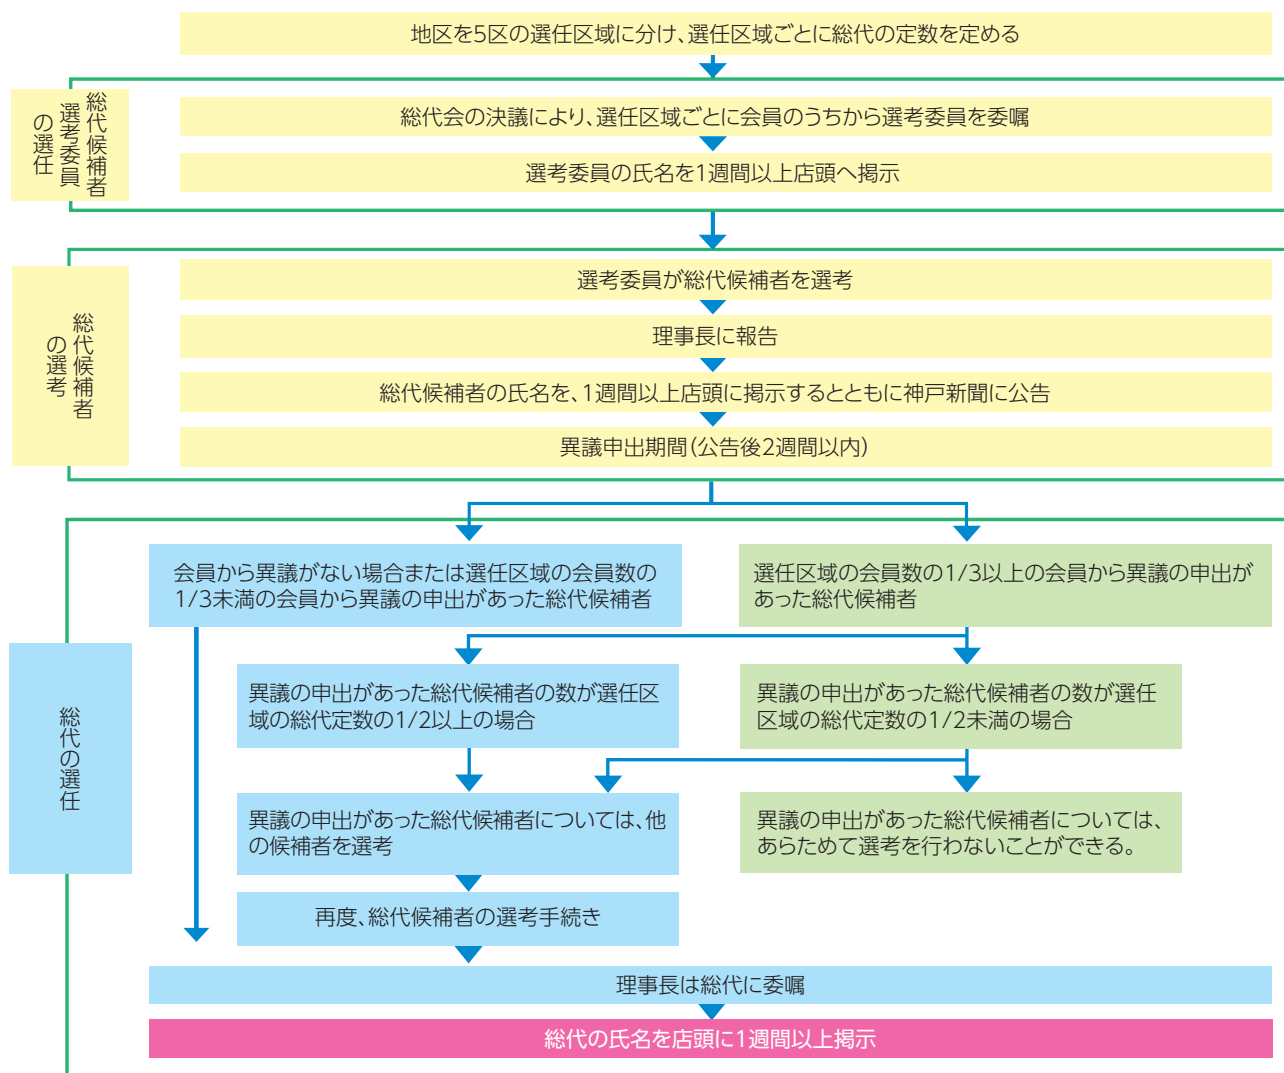 地区を5区の選任区域に分け、選任区域ごとに総代の定数を定める
総代候補者
選考委員
の選任
総代会の決議により、選任区域ごとに会員のうちから選考委員を委嘱
選考委員の氏名を1週間以上店頭へ掲示
総代候補者
の選考
選考委員が総代候補者を選考
理事長に報告
総代候補者の氏名を、1週間以上店頭に掲示するとともに神戸新聞に公告
異議申出期間(公告後2週間以内)
総代の選任
会員から異議がない場合または選任区域の会員数の
1/3未満の会員から異議の申出があった総代候補者
選任区域の会員数の1/3以上の会員から異議の申出が
あった総代候補者
異議の申出があった総代候補者の数が選任区
域の総代定数の1/2以上の場合
異議の申出があった総代候補者の数が選任
区域の総代定数の1/2未満の場合
異議の申出があった総代候補者については、他
の候補者を選考
異議の申出があった総代候補者については、
あらためて選考を行わないことができる。
再度、総代候補者の選考手続き
理事長は総代に委嘱
総代の氏名を店頭に1週間以上掲示